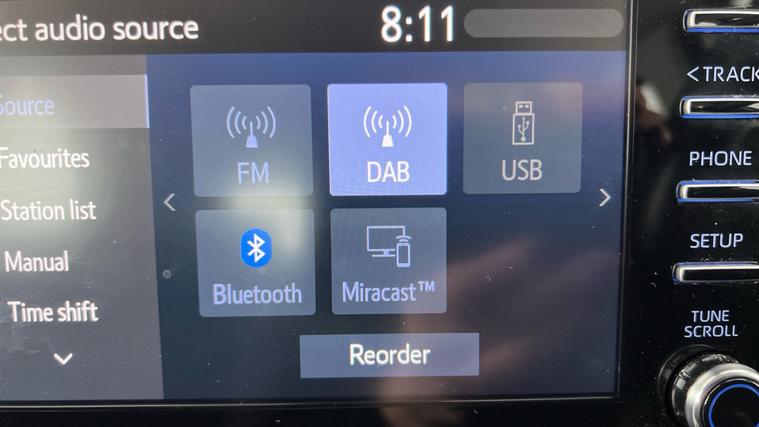 ect audio source
8:11
Source
Favourites
Station list
Manual
Time shift
FM
DAB
USB
Bluetooth
Miracast™
Reorder
< TRACK
PHONE
SETUP
TUNE
SCROLL